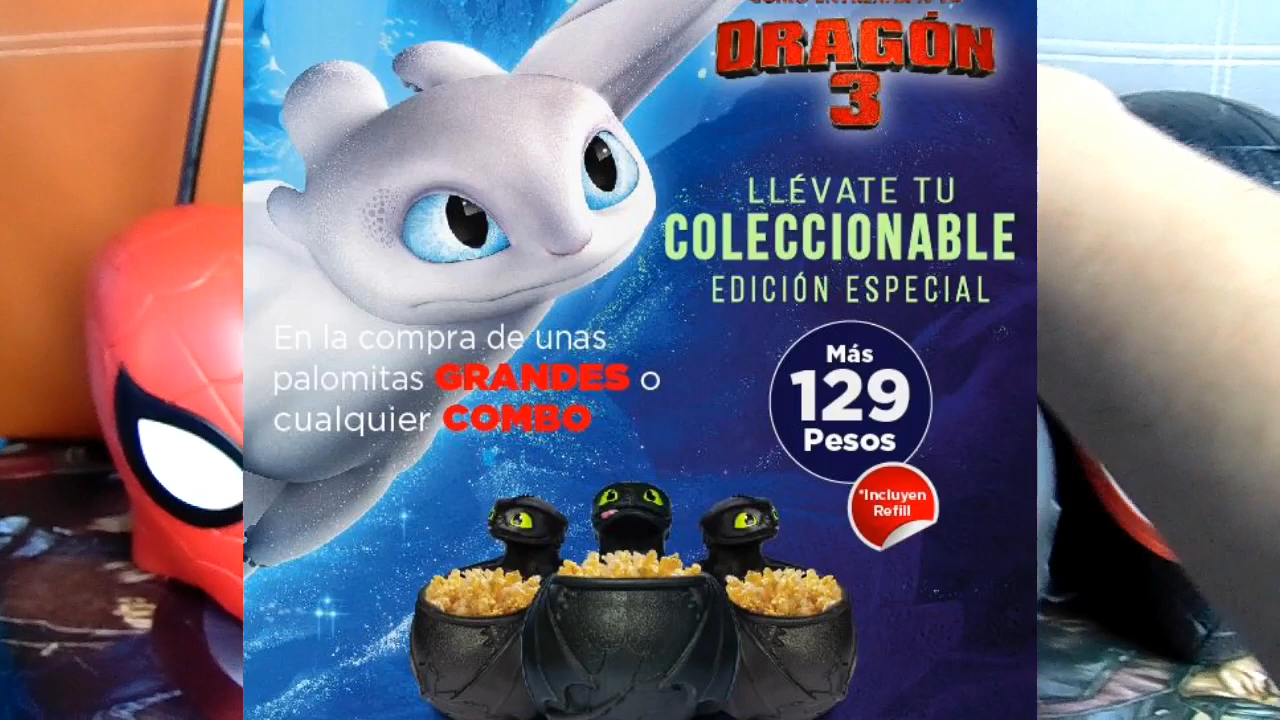 DRAGÓN
3
LLÉVATE TU
COLECCIONABLE
EDICIÓN ESPECIAL
En la compra de unas
palomitas GRANDES o
cualquier COMBO
Más
129
Pesos
*Incluyen
Refill